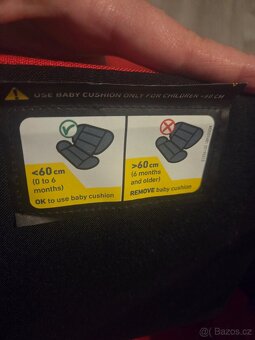 USE BABY CUSHION ONLY FOR CHILDREN <60 CM
<60 cm
(0 to 6
months)
OK to use baby cushion
>60 cm
(6 months
and older)
REMOVE baby cushion
©Sbazos.cz